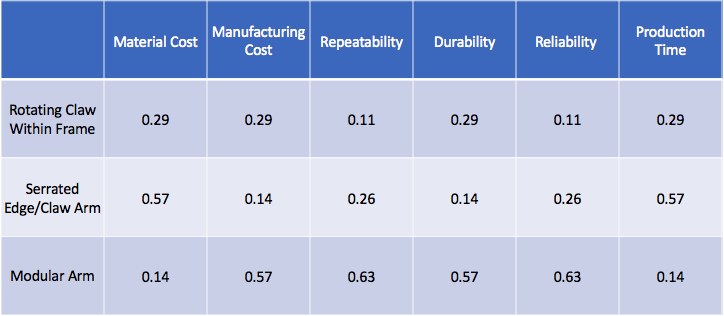 Material Cost Manufacturing Cost Repeatability Durability Reliability Production Time
Rotating Claw Within Frame 0.29 0.29 0.11 0.29 0.11 0.29
Serrated Edge/Claw Arm 0.57 0.14 0.26 0.14 0.26 0.57
Modular Arm 0.14 0.57 0.63 0.57 0.63 0.14